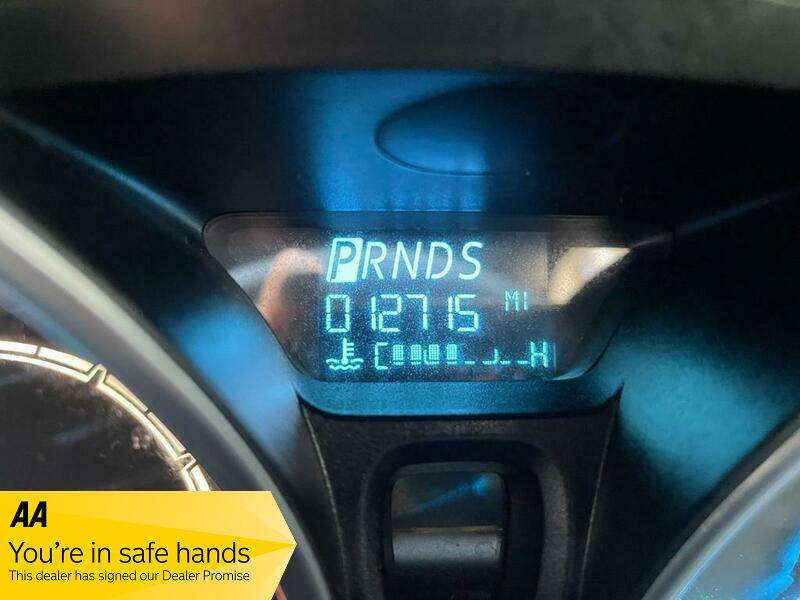 PRNDS
012715 MI
C H
AA
You're in safe hands
This dealer has signed our Dealer Promise